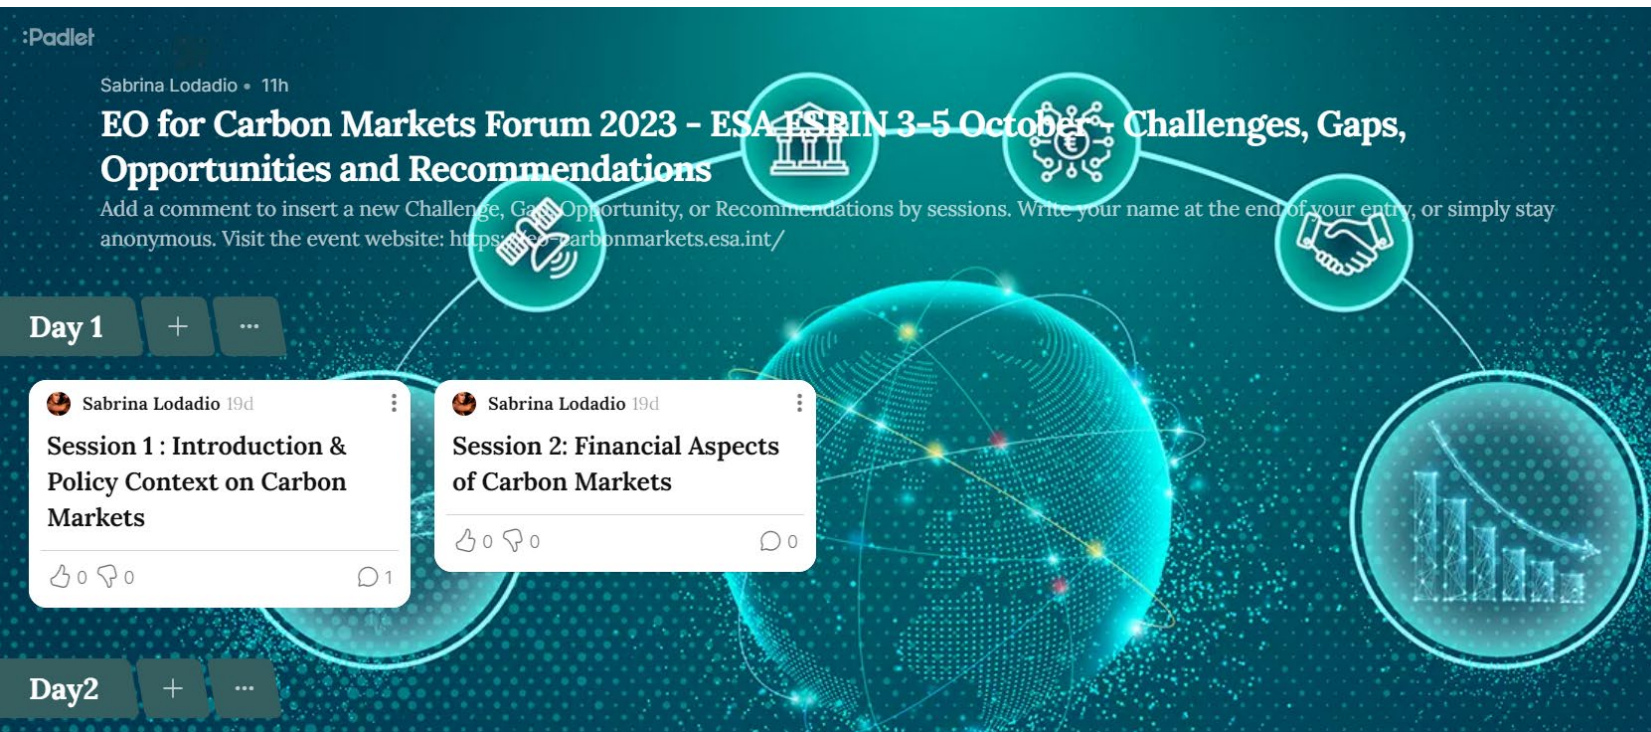 :Padlet
Sabrina Lodadio • 11h
EO for Carbon Markets Forum 2023 - ESA ESRIN 3-5 October - Challenges, Gaps,
Opportunities and Recommendations
Add a comment to insert a new Challenge, Gap, Opportunity, or Recommendations by sessions. Write your name at the end of your entry, or simply stay
anonymous. Visit the event website: https://eo-carbonmarkets.esa.int/
Day 1
Sabrina Lodadio 19d
Session 1 : Introduction &
Policy Context on Carbon
Markets
0 0 1
Sabrina Lodadio 19d
Session 2: Financial Aspects
of Carbon Markets
0 0 0
Day2